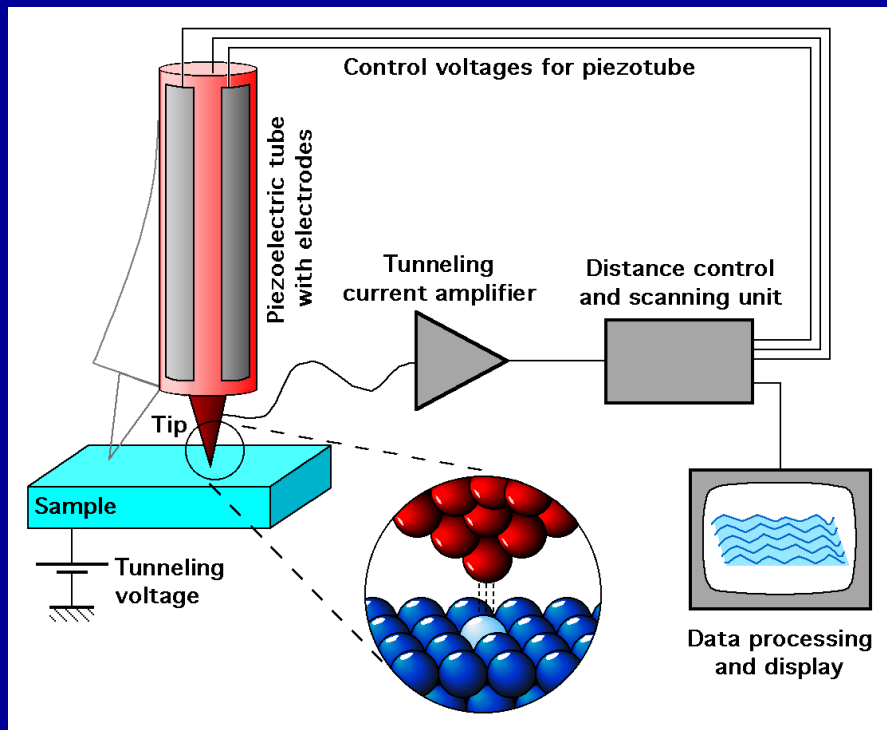 Control voltages for piezotube
Piezoelectric tube
with electrodes
Tunneling
current amplifier
Distance control
and scanning unit
Tip
Sample
Tunneling
voltage
Data processing
and display